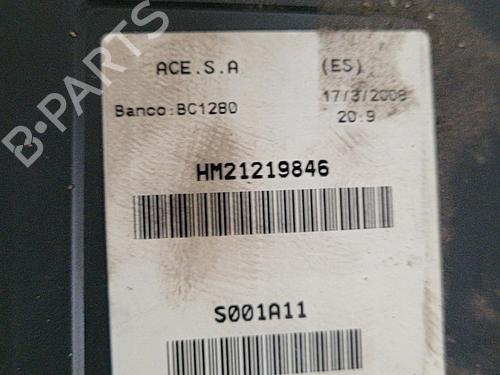 B-PARTS
ACE.S.A (ES)
Banco:BC1280 17/3/2008
20:9
HM21219846
S001A11